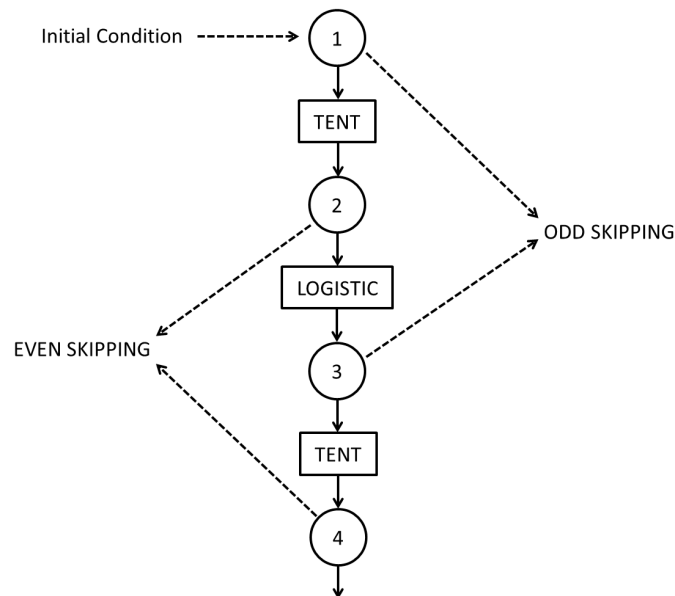 Initial Condition
1
TENT
2
ODD SKIPPING
LOGISTIC
EVEN SKIPPING
3
TENT
4